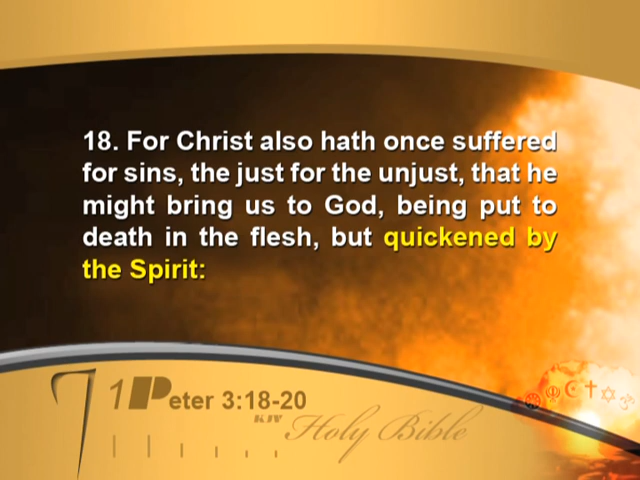 18. For Christ also hath once suffered
for sins, the just for the unjust, that he
might bring us to God, being put to
death in the flesh, but quickened by
the Spirit:
1Peter 3:18-20
KJV Holy Bible